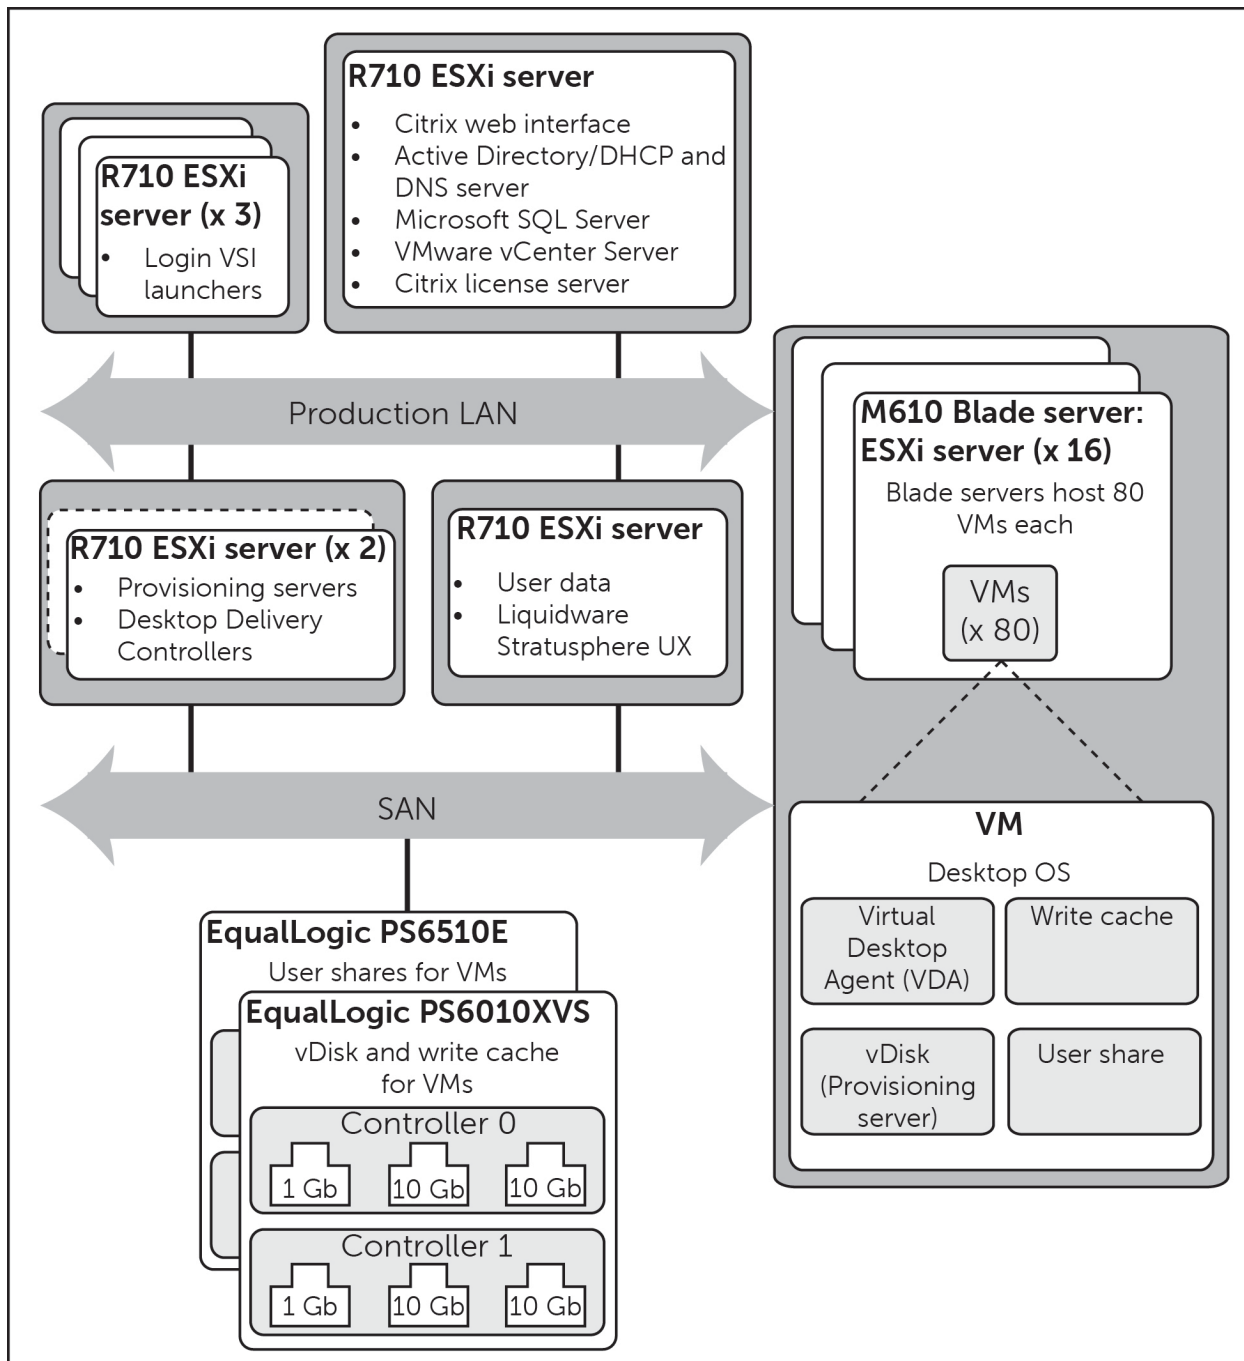 R710 ESXi server
• Citrix web interface
• Active Directory/DHCP and
DNS server
• Microsoft SQL Server
• VMware vCenter Server
• Citrix license server
R710 ESXi
server (x 3)
• Login VSI
launchers
Production LAN
M610 Blade server:
ESXi server (x 16)
Blade servers host 80
VMs each
VMs
(x 80)
R710 ESXi server (x 2)
• Provisioning servers
• Desktop Delivery
Controllers
R710 ESXi server
• User data
• Liquidware
Stratusphere UX
SAN
VM
Desktop OS
Virtual
Desktop
Agent (VDA)
Write cache
vDisk
(Provisioning
server)
User share
EqualLogic PS6510E
User shares for VMs
EqualLogic PS6010XVS
vDisk and write cache
for VMs
Controller 0
1 Gb
10 Gb
10 Gb
Controller 1
1 Gb
10 Gb
10 Gb